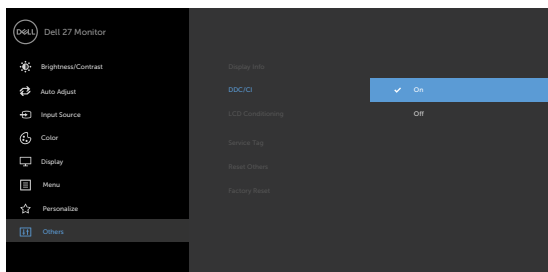 DELL
Dell 27 Monitor
Brightness/Contrast
Auto Adjust
Input Source
Color
Display
Menu
Personalize
Others
Display Info
DDC/CI
LCD Conditioning
Service Tag
Reset Others
Factory Reset
On
Off